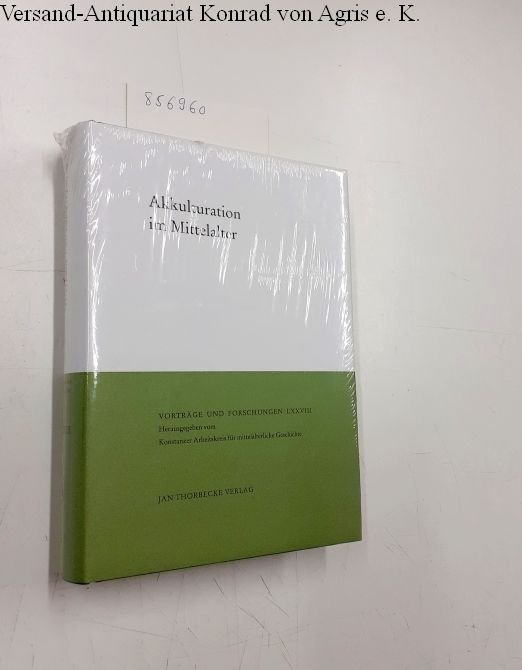 Versand-Antiquariat Konrad von Agris e. K.
856960
Akkulturation
im Mittelalter
VORTRÄGE UND FORSCHUNGEN LXXVIII
Herausgegeben vom
Konstanzer Arbeitskreis für mittelalterliche Geschichte
JAN THORBECKE VERLAG